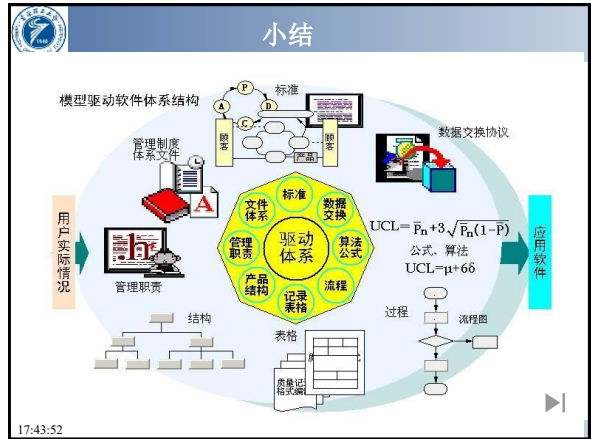 小结
模型驱动软件体系结构
P
A
D
C
标准
顾客
顾客
产品
数据交换协议
管理制度
体系文件
A
标准
文件
体系
数据
交换
管理
职责
驱动
体系
算法
公式
产品
结构
流程
记录
表格
用户实际情况
应用软件
UCL= P̅n+3√P̅n(1-P̅)
公式、算法
UCL=μ+6δ
.hf
管理职责
结构
表格
过程
流程图
质量记
格式编
17:43:52